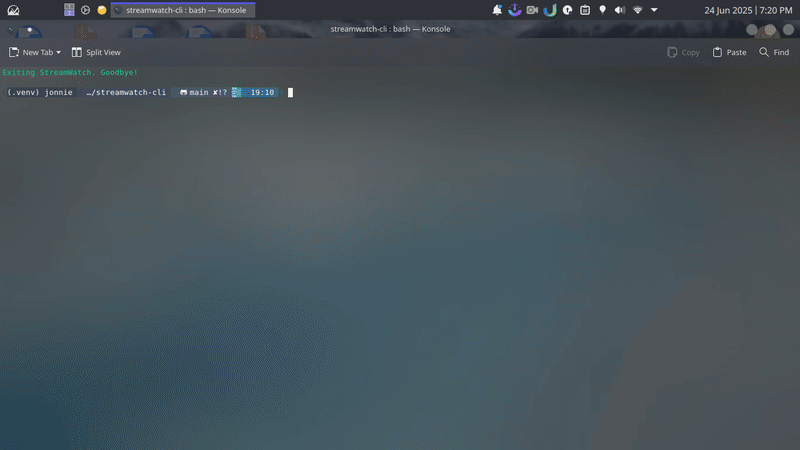 streamwatch-cli : bash — Konsole
24 Jun 2025 | 7:20 PM
streamwatch-cli : bash — Konsole
New Tab
Split View
Copy
Paste
Find
Exiting StreamWatch. Goodbye!
(.venv) jonnie …/streamwatch-cli main ✘!? 19:10